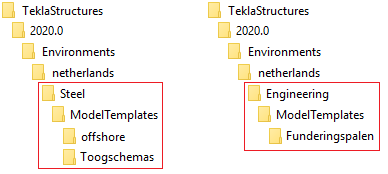 TeklaStructures
2020.0
Environments
netherlands
Steel
ModelTemplates
offshore
Toogschemas
TeklaStructures
2020.0
Environments
netherlands
Engineering
ModelTemplates
Funderingspalen